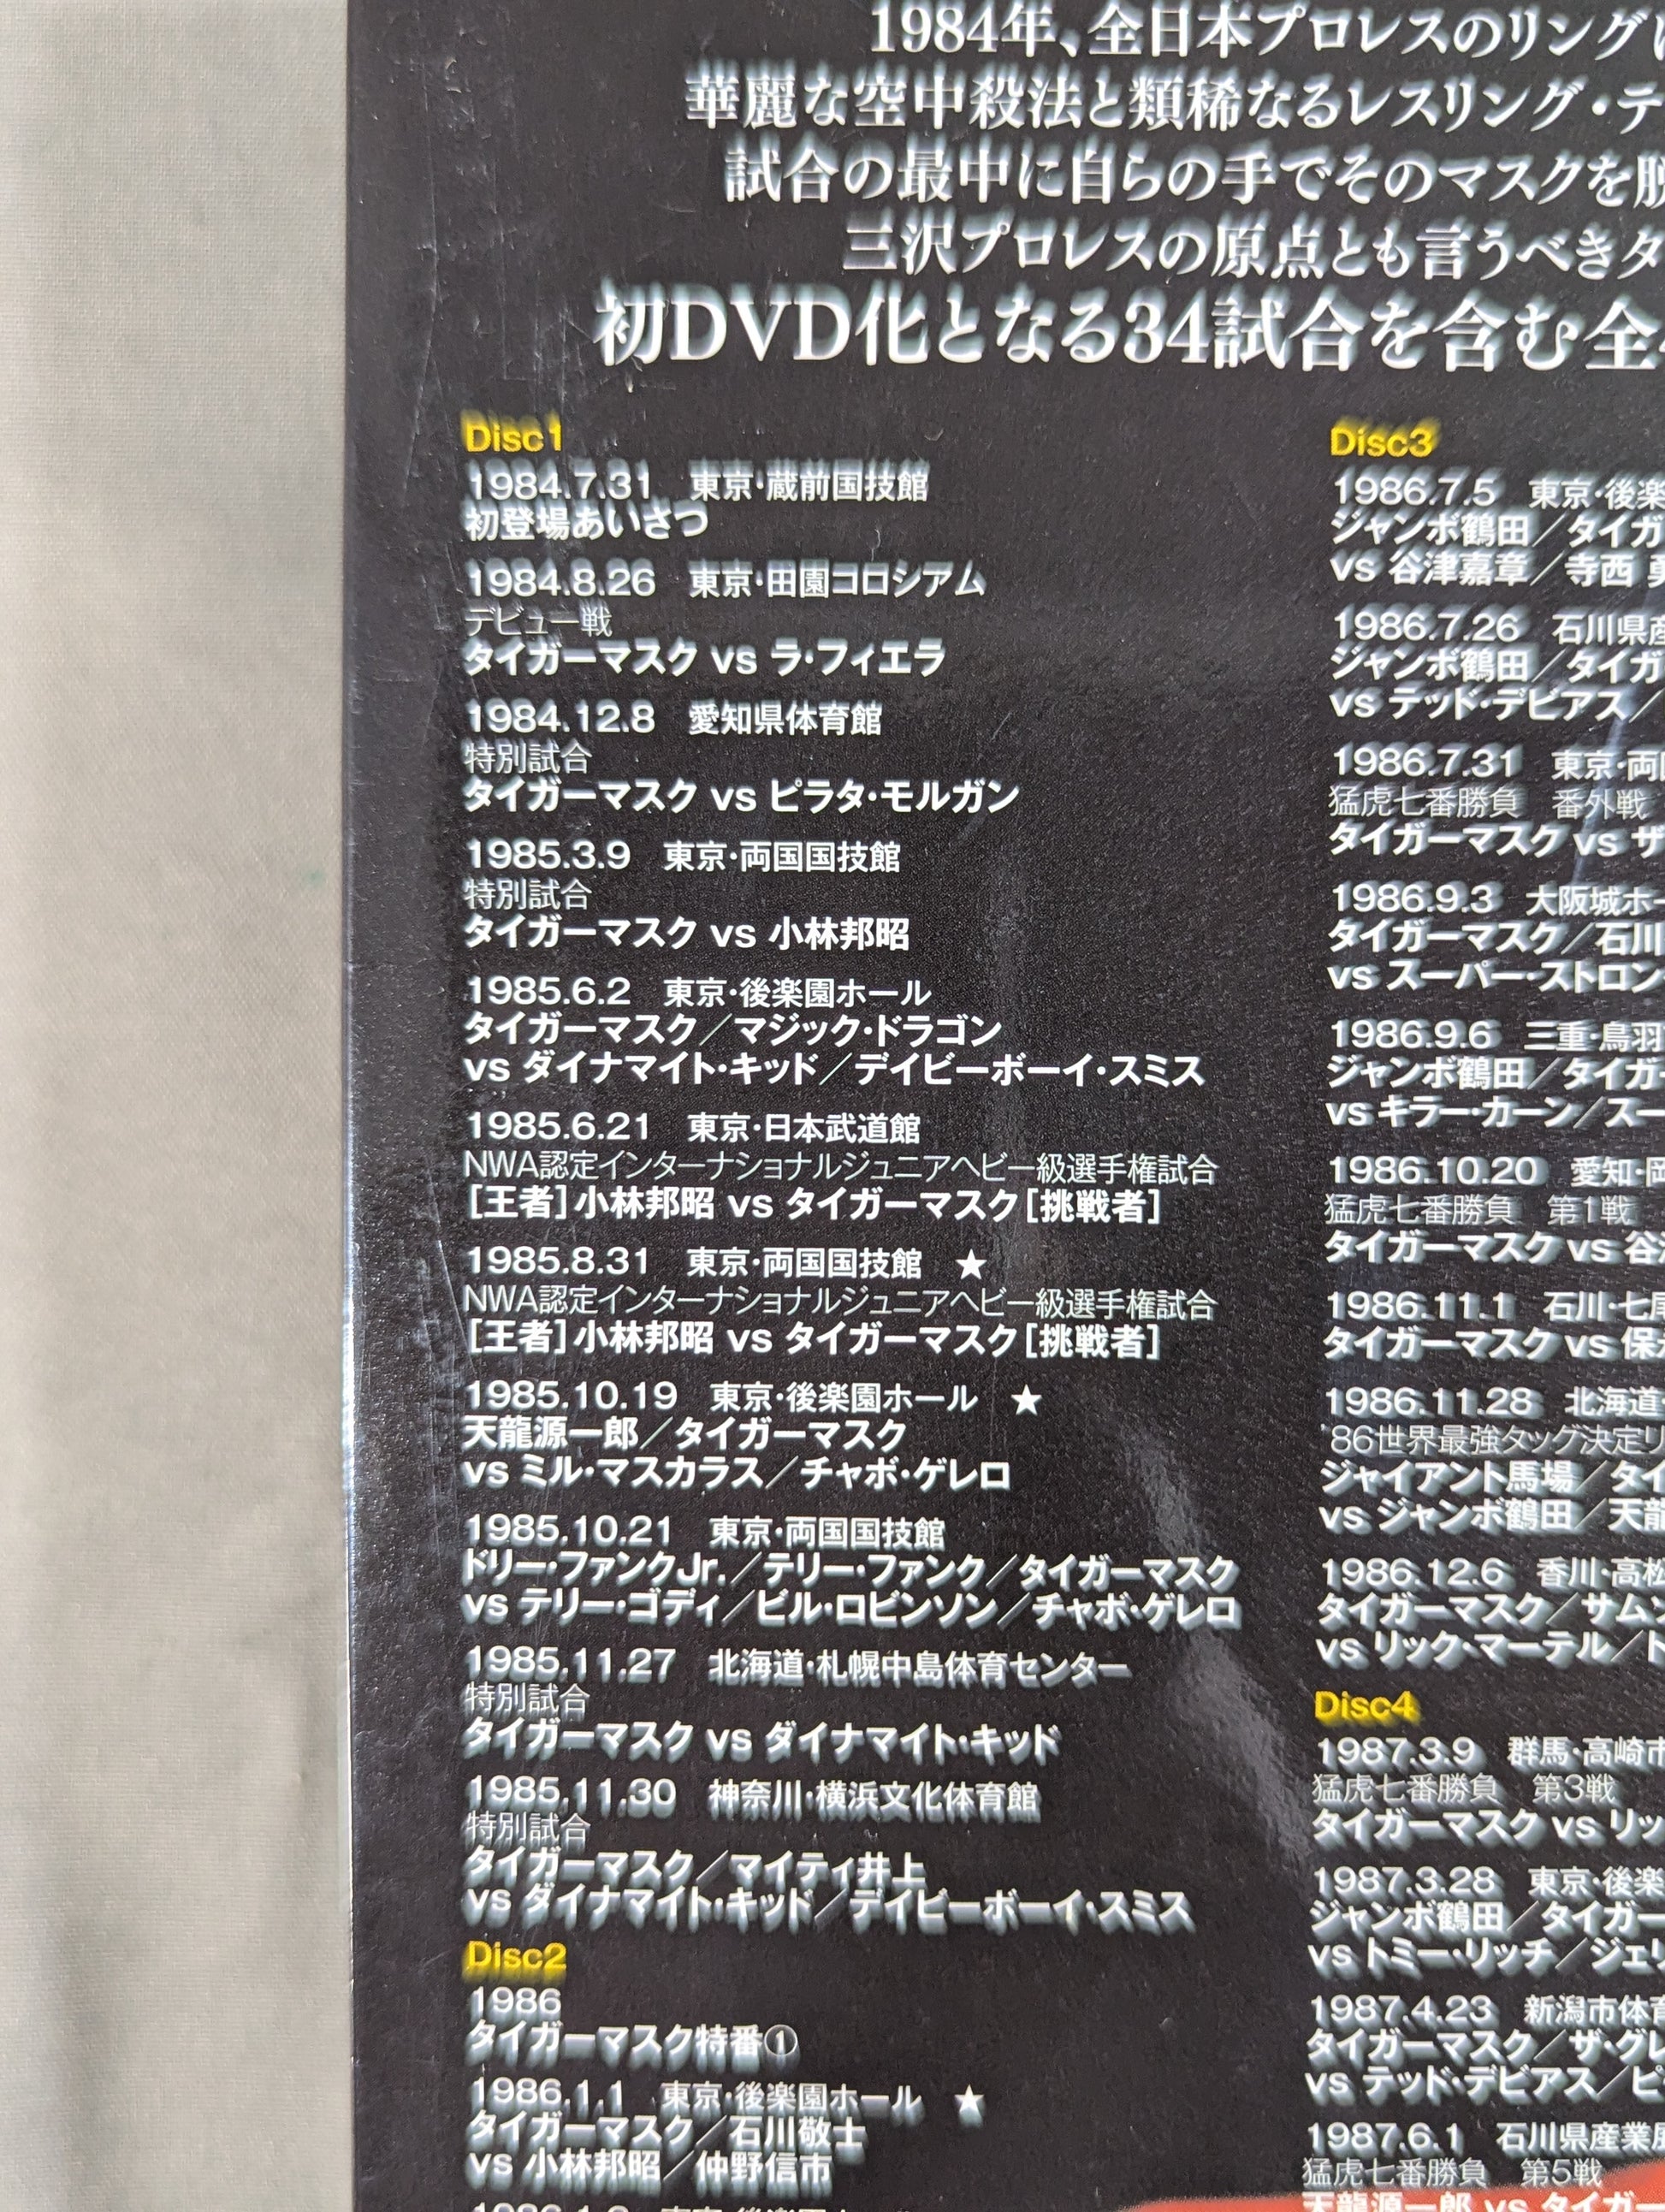 1984年、全日本プロレスのリング
華麗な空中殺法と類稀なるレスリング・テ
試合の最中に自らの手でそのマスクを脱
三沢プロレスの原点とも言うべきタ
初DVD化となる34試合を含む全
Disc1
1984.7.31 東京・蔵前国技館
初登場あいさつ
1984.8.26 東京・田園コロシアム
デビュー戦
タイガーマスク vs ラ・フィエラ
1984.12.8 愛知県体育館
特別試合
タイガーマスク vs ピラタ・モルガン
1985.3.9 東京・両国国技館
特別試合
タイガーマスク vs 小林邦昭
1985.6.2 東京・後楽園ホール
タイガーマスク／マジック・ドラゴン
vs ダイナマイト・キッド／デイビーボーイ・スミス
1985.6.21 東京・日本武道館
NWA認定インターナショナルジュニアヘビー級選手権試合
[王者]小林邦昭 vs タイガーマスク[挑戦者]
1985.8.31 東京・両国国技館 ★
NWA認定インターナショナルジュニアヘビー級選手権試合
[王者]小林邦昭 vs タイガーマスク[挑戦者]
1985.10.19 東京・後楽園ホール ★
天龍源一郎／タイガーマスク
vs ミル・マスカラス／チャボ・ゲレロ
1985.10.21 東京・両国国技館
ドリー・ファンクJr.／テリー・ファンク／タイガーマスク
vs テリー・ゴディ／ビル・ロビンソン／チャボ・ゲレロ
1985.11.27 北海道・札幌中島体育センター
特別試合
タイガーマスク vs ダイナマイト・キッド
1985.11.30 神奈川・横浜文化体育館
特別試合
タイガーマスク／マイティ井上
vs ダイナマイト・キッド／デイビーボーイ・スミス
Disc2
1986
タイガーマスク特番①
1986.1.1 東京・後楽園ホール ★
タイガーマスク／石川敬士
vs 小林邦昭／仲野信市
Disc3
1986.7.5 東京・後楽
ジャンボ鶴田／タイガ
vs 谷津嘉章／寺西
1986.7.26 石川県産
ジャンボ鶴田／タイガ
vs テッド・デビアス／
1986.7.31 東京・両
猛虎七番勝負 番外戦
タイガーマスク vs ザ
1986.9.3 大阪城ホー
タイガーマスク／石川
vs スーパー・ストロン
1986.9.6 三重・鳥羽
ジャンボ鶴田／タイガー
vs キラー・カーン／スー
1986.10.20 愛知・岡
猛虎七番勝負 第1戦
タイガーマスク vs 谷
1986.11.1 石川・七尾
タイガーマスク vs 保
1986.11.28 北海道・
'86世界最強タッグ決定リ
ジャイアント馬場／タイ
vs ジャンボ鶴田／天龍
1986.12.6 香川・高松
タイガーマスク／サムソ
vs リック・マーテル／ト
Disc4
1987.3.9 群馬・高崎市
猛虎七番勝負 第3戦
タイガーマスク vs リッ
1987.3.28 東京・後楽
ジャンボ鶴田／タイガー
vs トミー・リッチ／ジェリ
1987.4.23 新潟市体育
タイガーマスク／ザ・グレ
vs テッド・デビアス／ビ
1987.6.1 石川県産業展
猛虎七番勝負 第5戦
天龍源一郎 vs タイガー